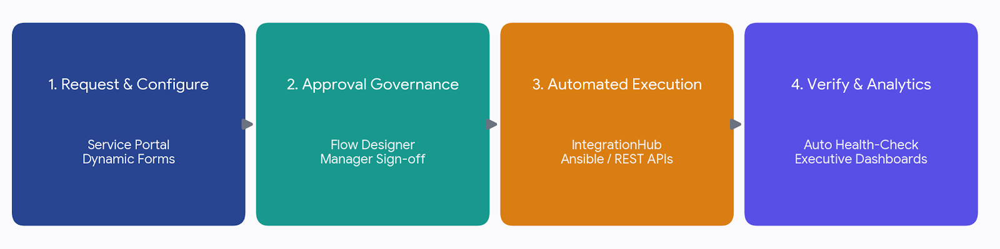 1. Request & Configure
Service Portal
Dynamic Forms
2. Approval Governance
Flow Designer
Manager Sign-off
3. Automated Execution
IntegrationHub
Ansible / REST APIs
4. Verify & Analytics
Auto Health-Check
Executive Dashboards